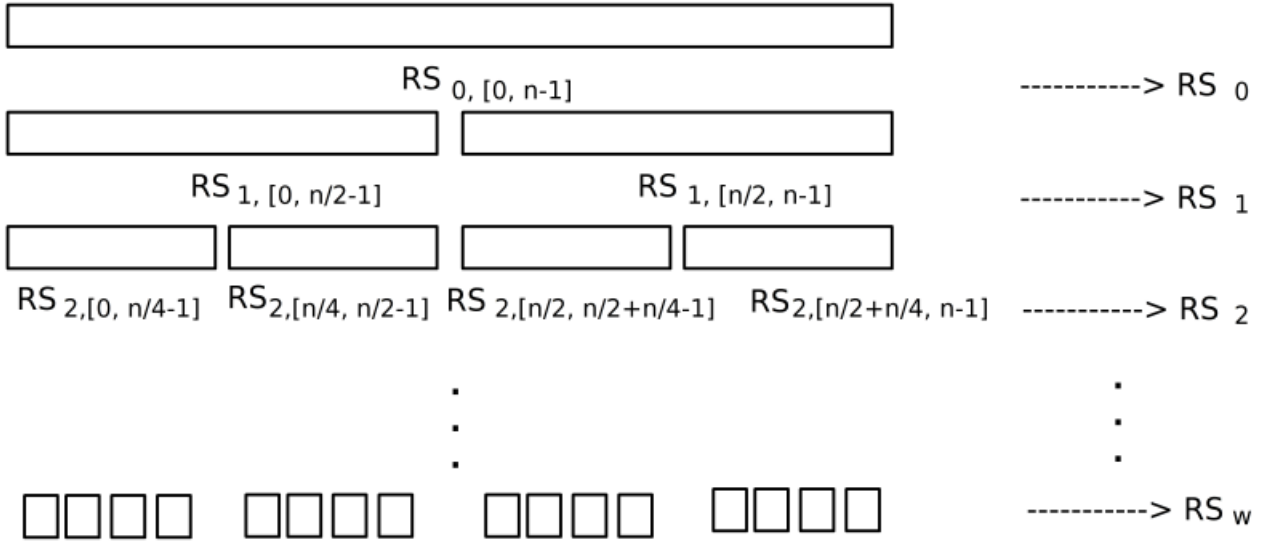 RS 0, [0, n-1] -----------> RS 0
RS 1, [0, n/2-1] RS 1, [n/2, n-1] -----------> RS 1
RS 2,[0, n/4-1] RS2,[n/4, n/2-1] RS 2,[n/2, n/2+n/4-1] RS2,[n/2+n/4, n-1] -----------> RS 2
-----------> RS w